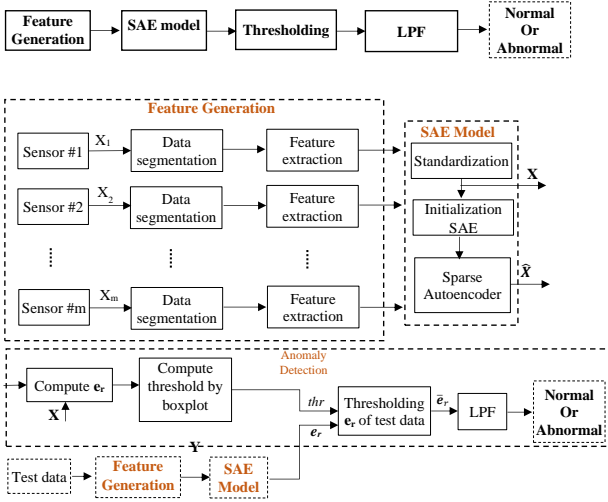 Feature
Generation
SAE model
Thresholding
LPF
Normal
Or
Abnormal
Feature Generation
Sensor #1
X1
Data
segmentation
Feature
extraction
Sensor #2
X2
Data
segmentation
Feature
extraction
Sensor #m
Xm
Data
segmentation
Feature
extraction
SAE Model
Standardization
X
Initialization
SAE
Sparse
Autoencoder
X̂
Anomaly
Detection
Compute er
X
Compute
threshold by
boxplot
thr
er
Thresholding
er of test data
ēr
LPF
Normal
Or
Abnormal
Test data
Feature
Generation
Y
SAE
Model